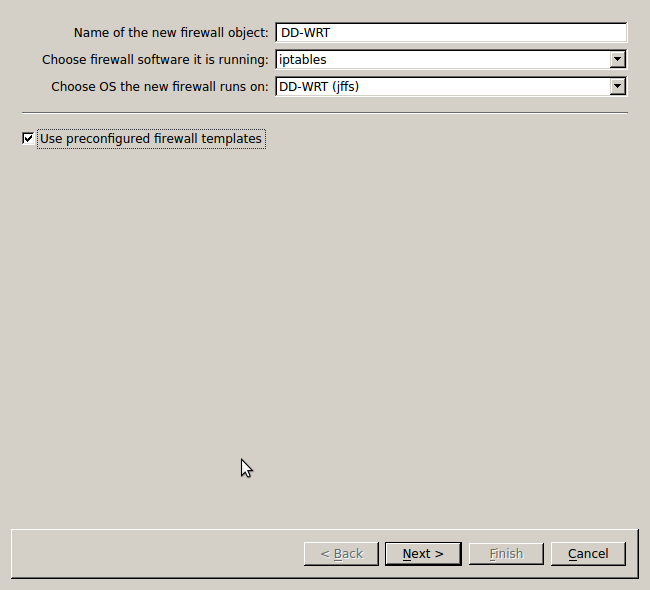 Name of the new firewall object: DD-WRT
Choose firewall software it is running: iptables
Choose OS the new firewall runs on: DD-WRT (jffs)
Use preconfigured firewall templates
< Back Next > Finish Cancel